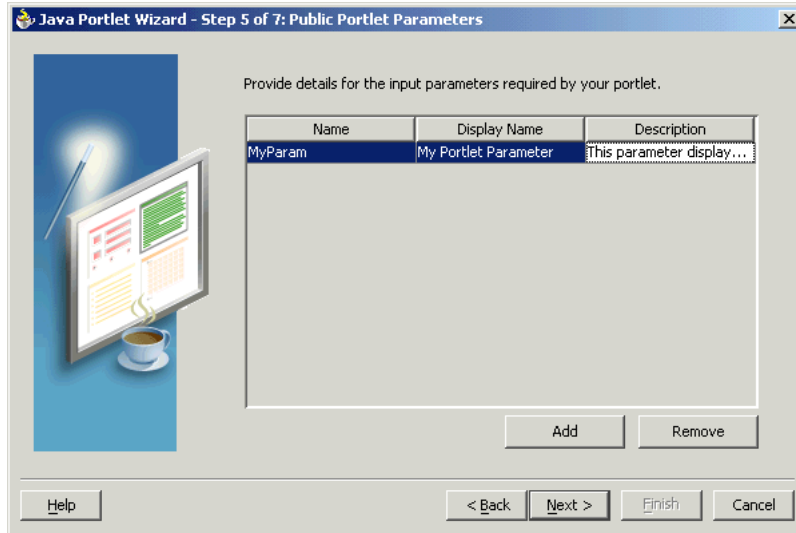 Java Portlet Wizard - Step 5 of 7: Public Portlet Parameters
Provide details for the input parameters required by your portlet.
Name Display Name Description
MyParam My Portlet Parameter This parameter display...
Add Remove
Help < Back Next > Finish Cancel